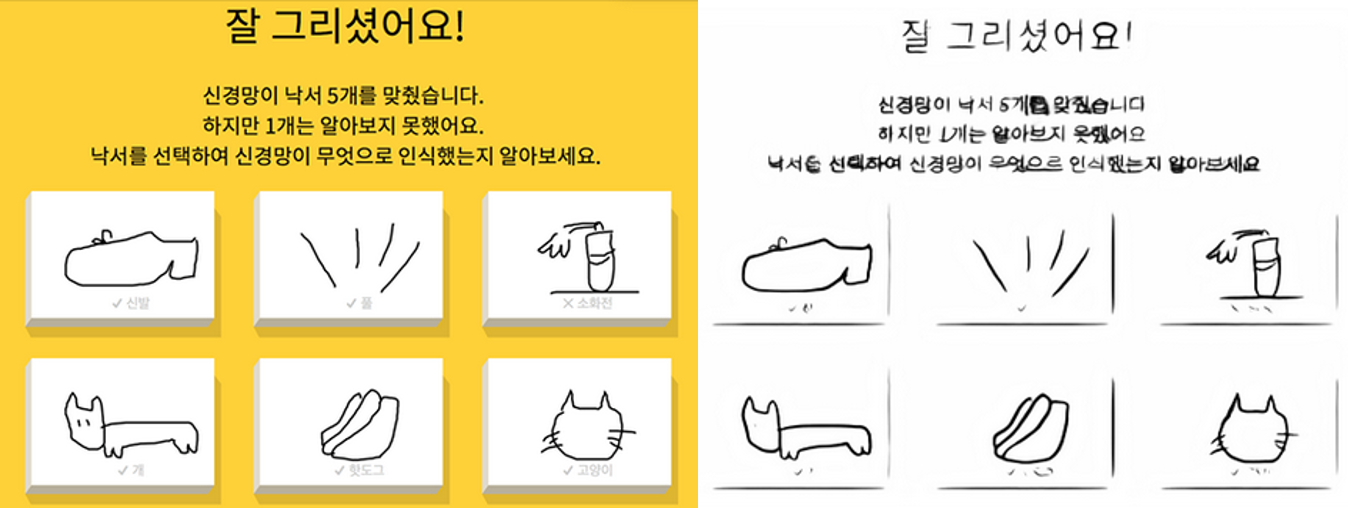 잘 그리셨어요!
신경망이 낙서 5개를 맞췄습니다.
하지만 1개는 알아보지 못했어요.
낙서를 선택하여 신경망이 무엇으로 인식했는지 알아보세요.
✓ 신발
✓ 풀
✕ 소화전
✓ 개
✓ 핫도그
✓ 고양이
잘 그리셨어요!
신경망이 낙서 5개를 맞췄습니다
하지만 1개는 알아보지 못했어요
낙서를 선택하여 신경망이 무엇으로 인식했는지 알아보세요